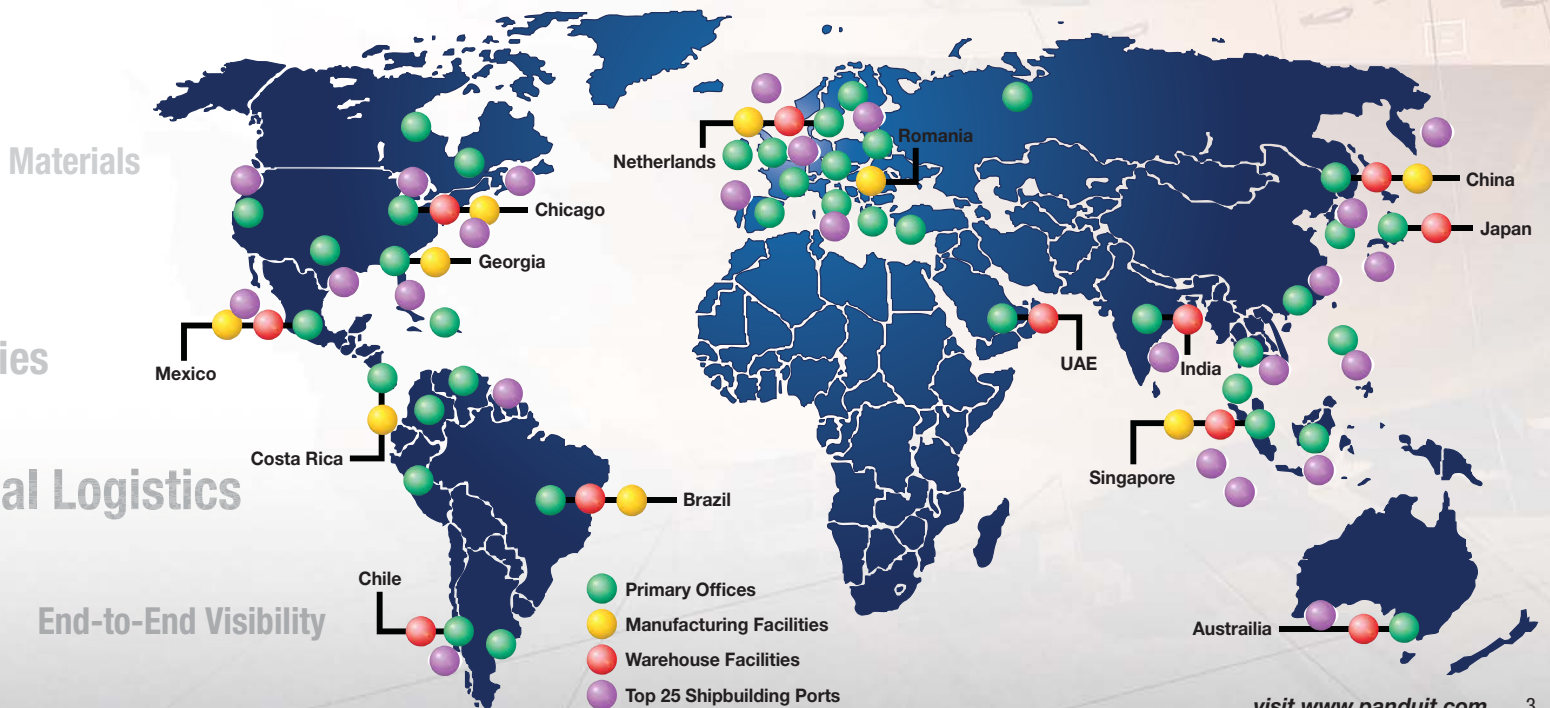 Materials
ies
al Logistics
End-to-End Visibility
Netherlands
Romania
Chicago
Georgia
Mexico
Costa Rica
Brazil
Chile
China
Japan
UAE
India
Singapore
Austrailia
Primary Offices
Manufacturing Facilities
Warehouse Facilities
Top 25 Shipbuilding Ports
visit www.panduit.com 3